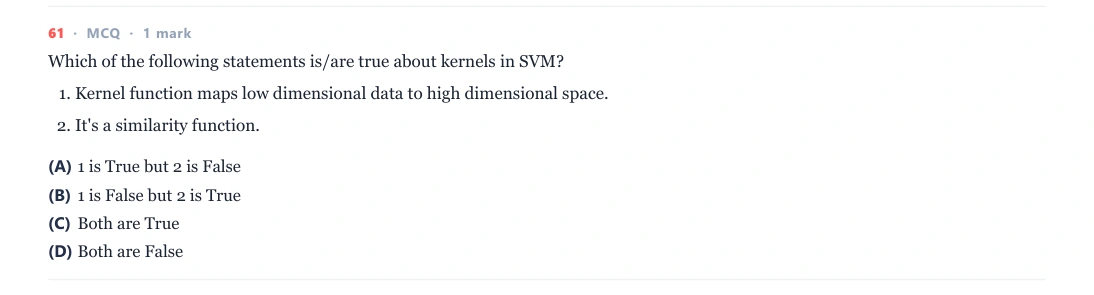 61 · MCQ · 1 mark
Which of the following statements is/are true about kernels in SVM?
1. Kernel function maps low dimensional data to high dimensional space.
2. It's a similarity function.
(A) 1 is True but 2 is False
(B) 1 is False but 2 is True
(C) Both are True
(D) Both are False